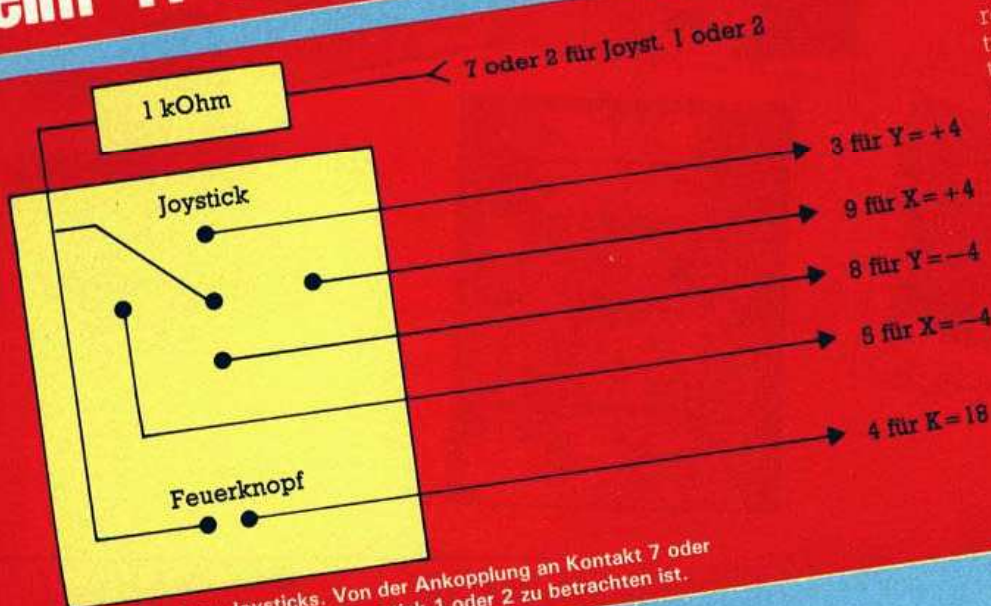 1 kOhm
7 oder 2 für Joyst. 1 oder 2
Joystick
3 für Y=+4
9 für X=+4
8 für Y=−4
5 für X=−4
Feuerknopf
4 für K=18
Joysticks. Von der Ankopplung an Kontakt 7 oder
1 oder 2 zu betrachten ist.